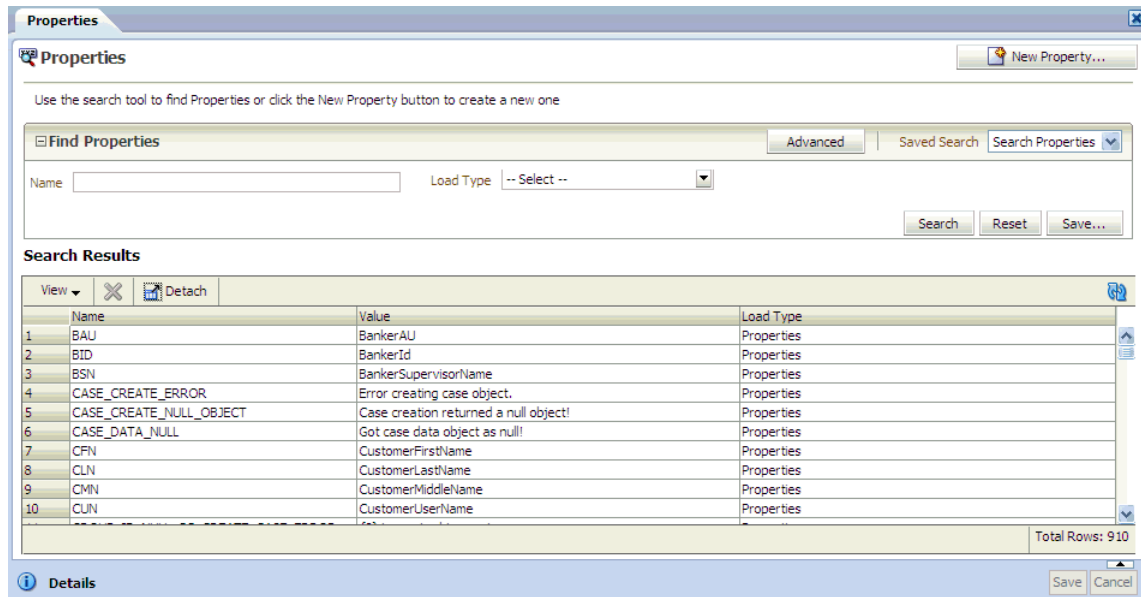 Properties
Properties
New Property...
Use the search tool to find Properties or click the New Property button to create a new one
Find Properties Advanced Saved Search Search Properties
Name Load Type -- Select --
Search Reset Save...
Search Results
View Detach
Name Value Load Type
1 BAU BankerAU Properties
2 BID BankerId Properties
3 BSN BankerSupervisorName Properties
4 CASE_CREATE_ERROR Error creating case object. Properties
5 CASE_CREATE_NULL_OBJECT Case creation returned a null object! Properties
6 CASE_DATA_NULL Got case data object as null! Properties
7 CFN CustomerFirstName Properties
8 CLN CustomerLastName Properties
9 CMN CustomerMiddleName Properties
10 CUN CustomerUserName Properties
Total Rows: 910
Details Save Cancel